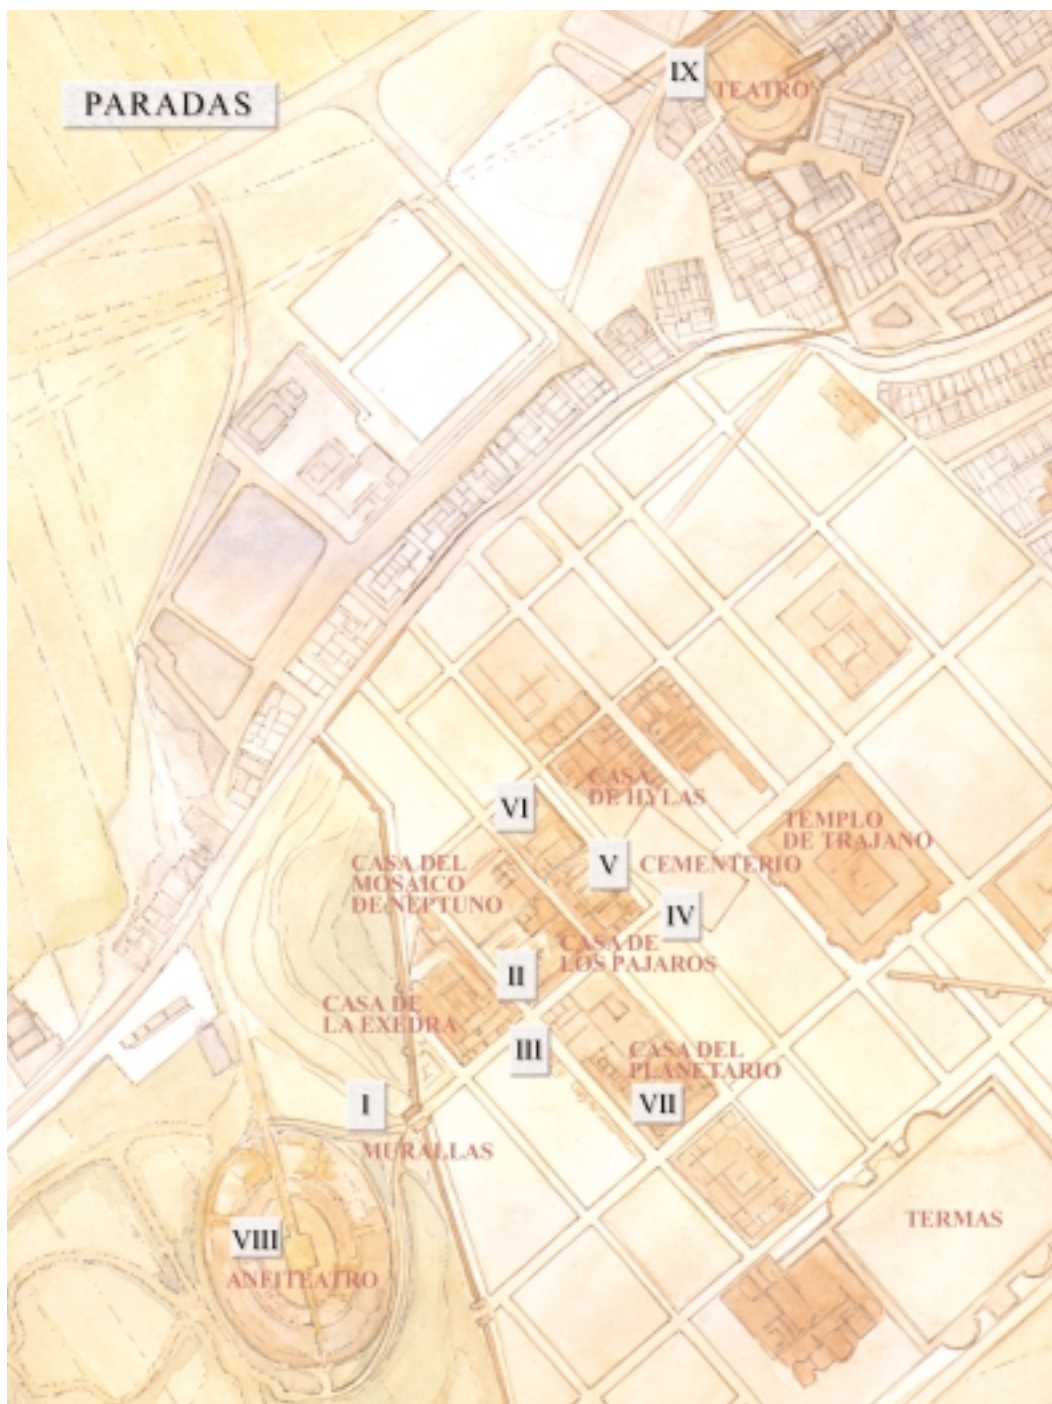 IX
TEATRO
PARADAS
CASA
DE HYLAS
VI
TEMPLO
DE TRAJANO
CASA DEL
MOSAICO
DE NEPTUNO
V
CEMENTERIO
IV
CASA DE
LOS PAJAROS
II
CASA DE
LA EXEDRA
III
CASA DEL
PLANETARIO
VII
I
MURALLAS
TERMAS
VIII
ANFITEATRO